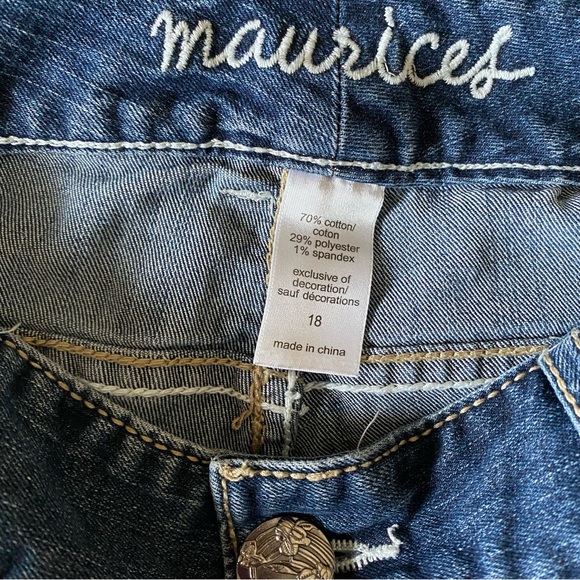 maurices
70% cotton/
coton
29% polyester
1% spandex
exclusive of
decoration/
sauf décorations
18
made in china